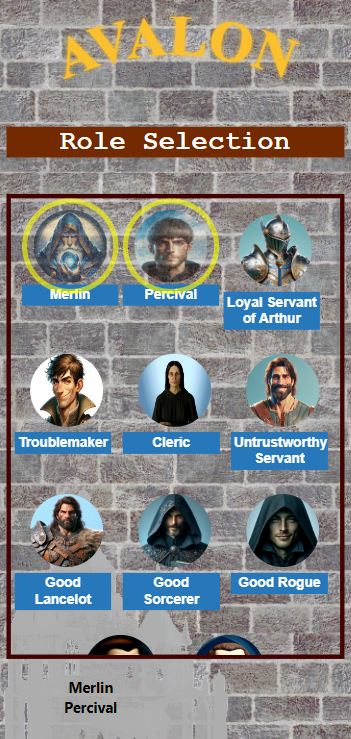 AVALON
Role Selection
Merlin
Percival
Loyal Servant
of Arthur
Troublemaker
Cleric
Untrustworthy
Servant
Good
Lancelot
Good
Sorcerer
Good Rogue
Merlin
Percival